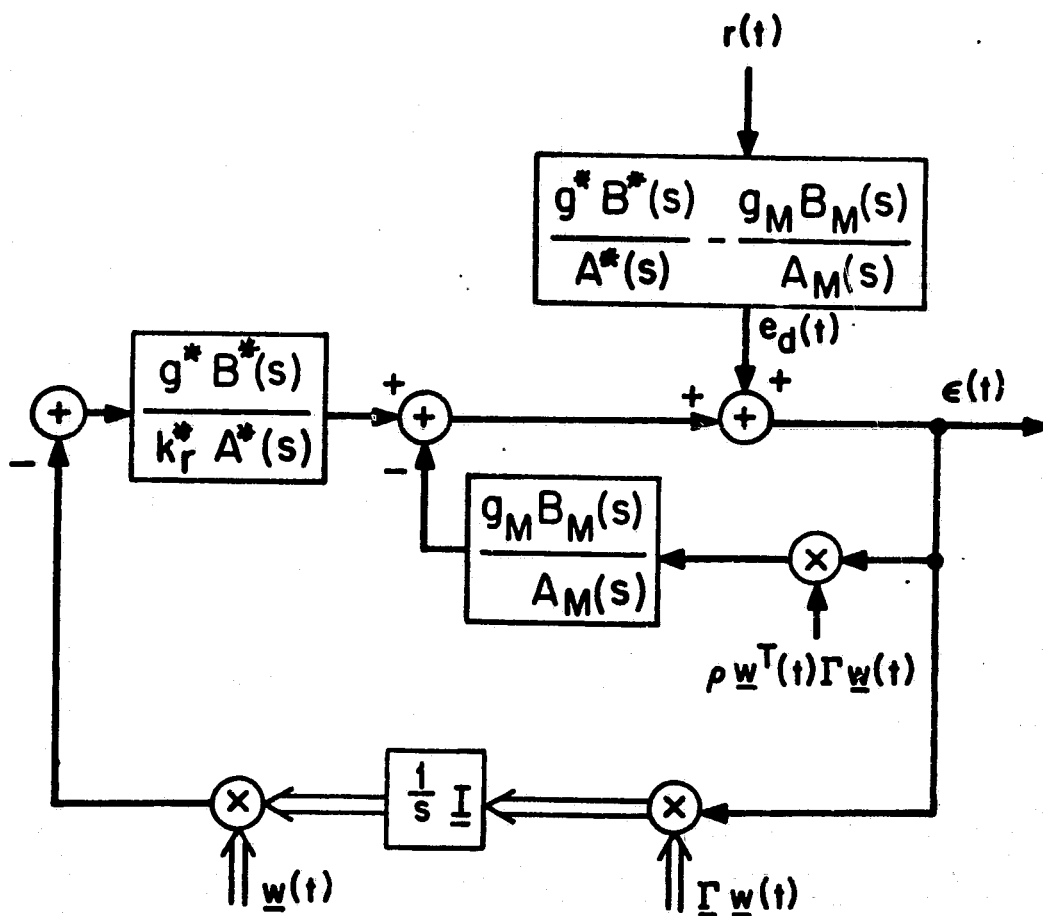 r(t)
g* B*(s) / A*(s) - g_M B_M(s) / A_M(s)
e_d(t)
+
+
+
ϵ(t)
+
g* B*(s) / k_r* A*(s)
+
+
−
−
g_M B_M(s) / A_M(s)
×
ρ w^T(t) Γ w(t)
×
1/s I
×
w(t)
Γ w(t)